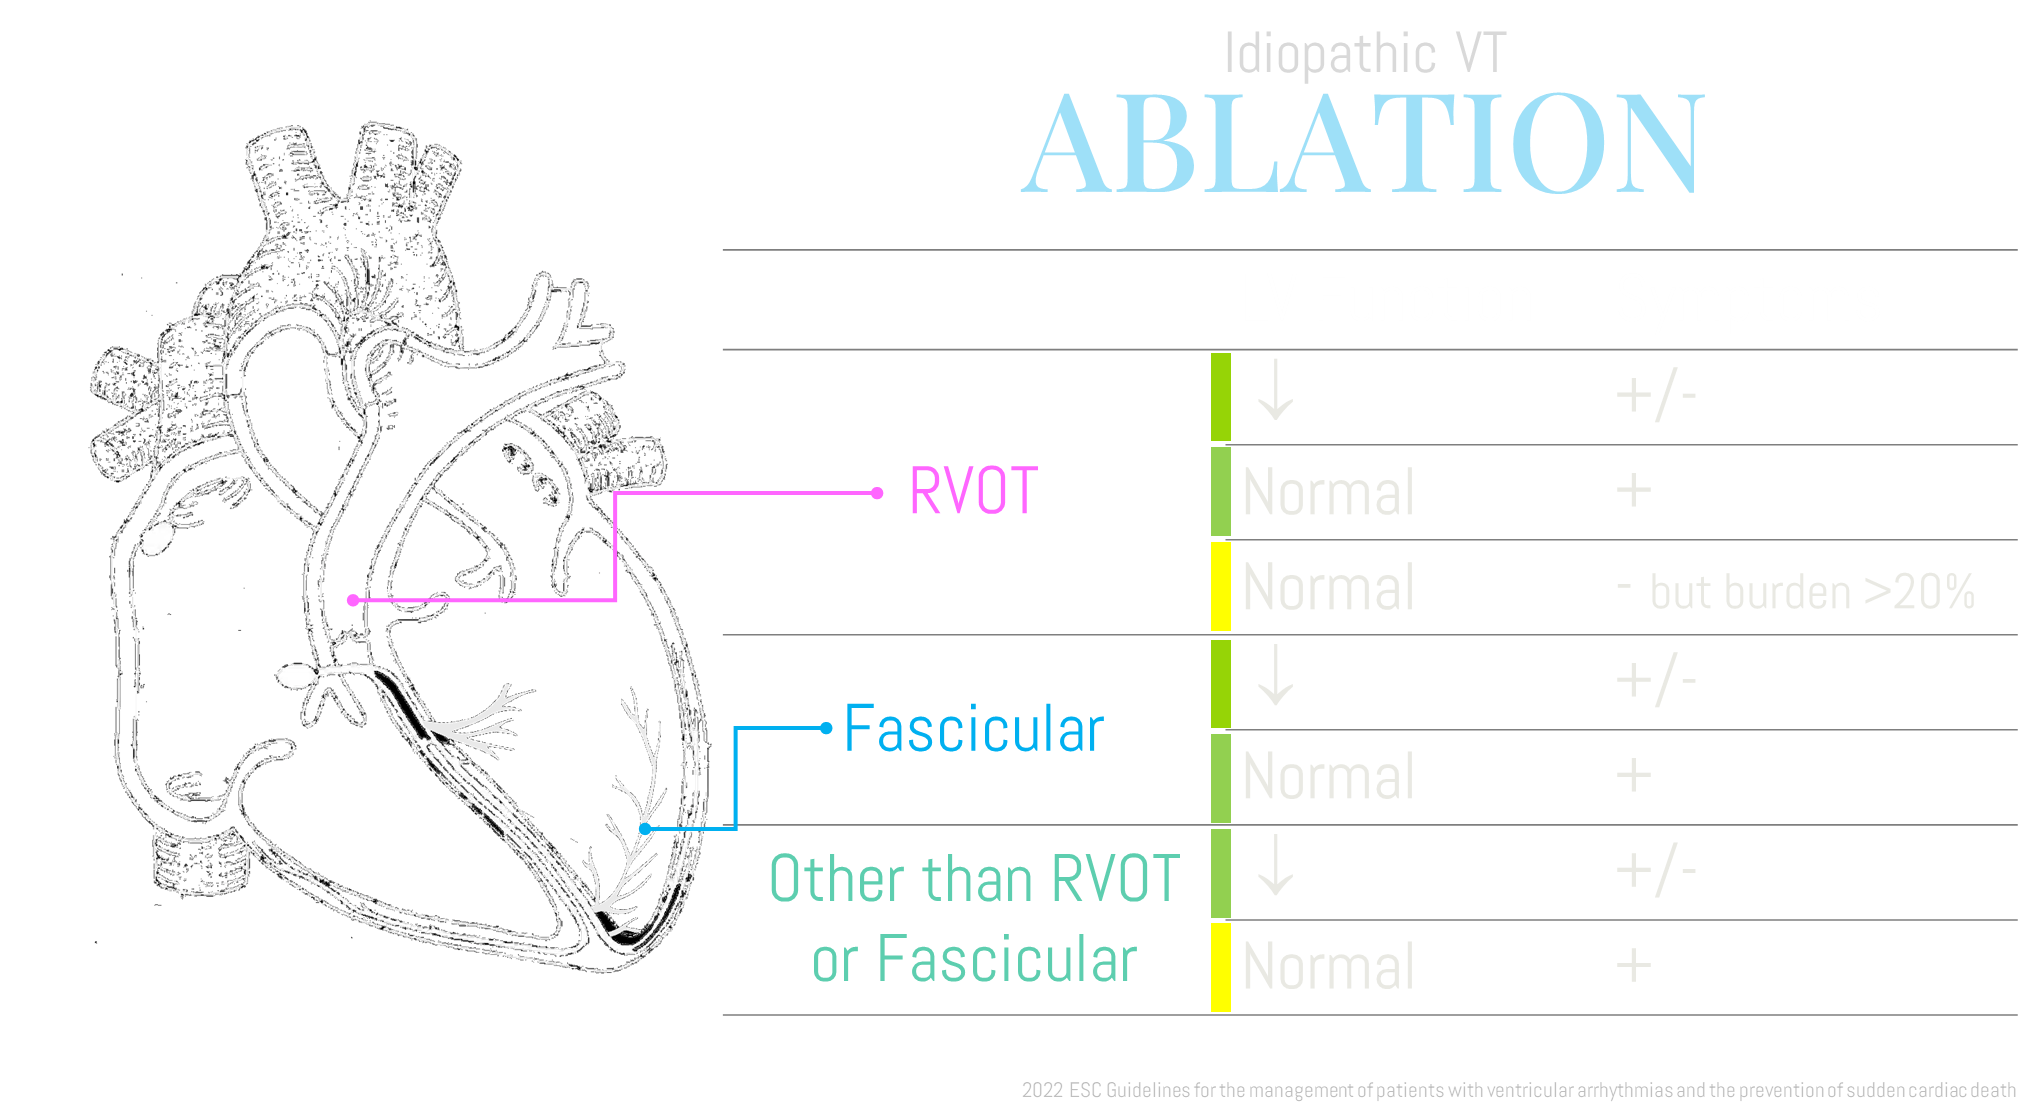 Idiopathic VT
ABLATION
↓ +/-
RVOT
Normal +
Normal - but burden >20%
↓ +/-
Fascicular
Normal +
Other than RVOT
or Fascicular
↓ +/-
Normal +
2022 ESC Guidelines for the management of patients with ventricular arrhythmias and the prevention of sudden cardiac death